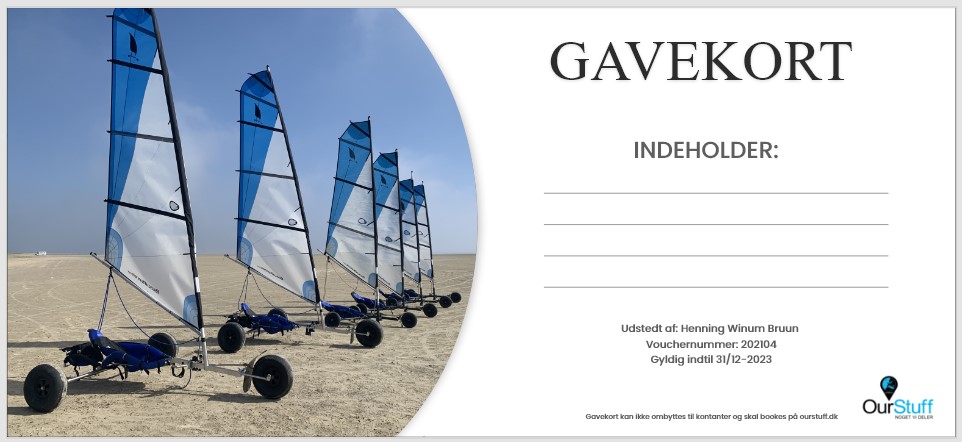 GAVEKORT
INDEHOLDER:
Udstedt af: Henning Winum Bruun
Vouchernummer: 202104
Gyldig indtil 31/12-2023
Gavekort kan ikke ombyttes til kontanter og skal bookes på ourstuff.dk
OurStuff
NOGET VI DELER